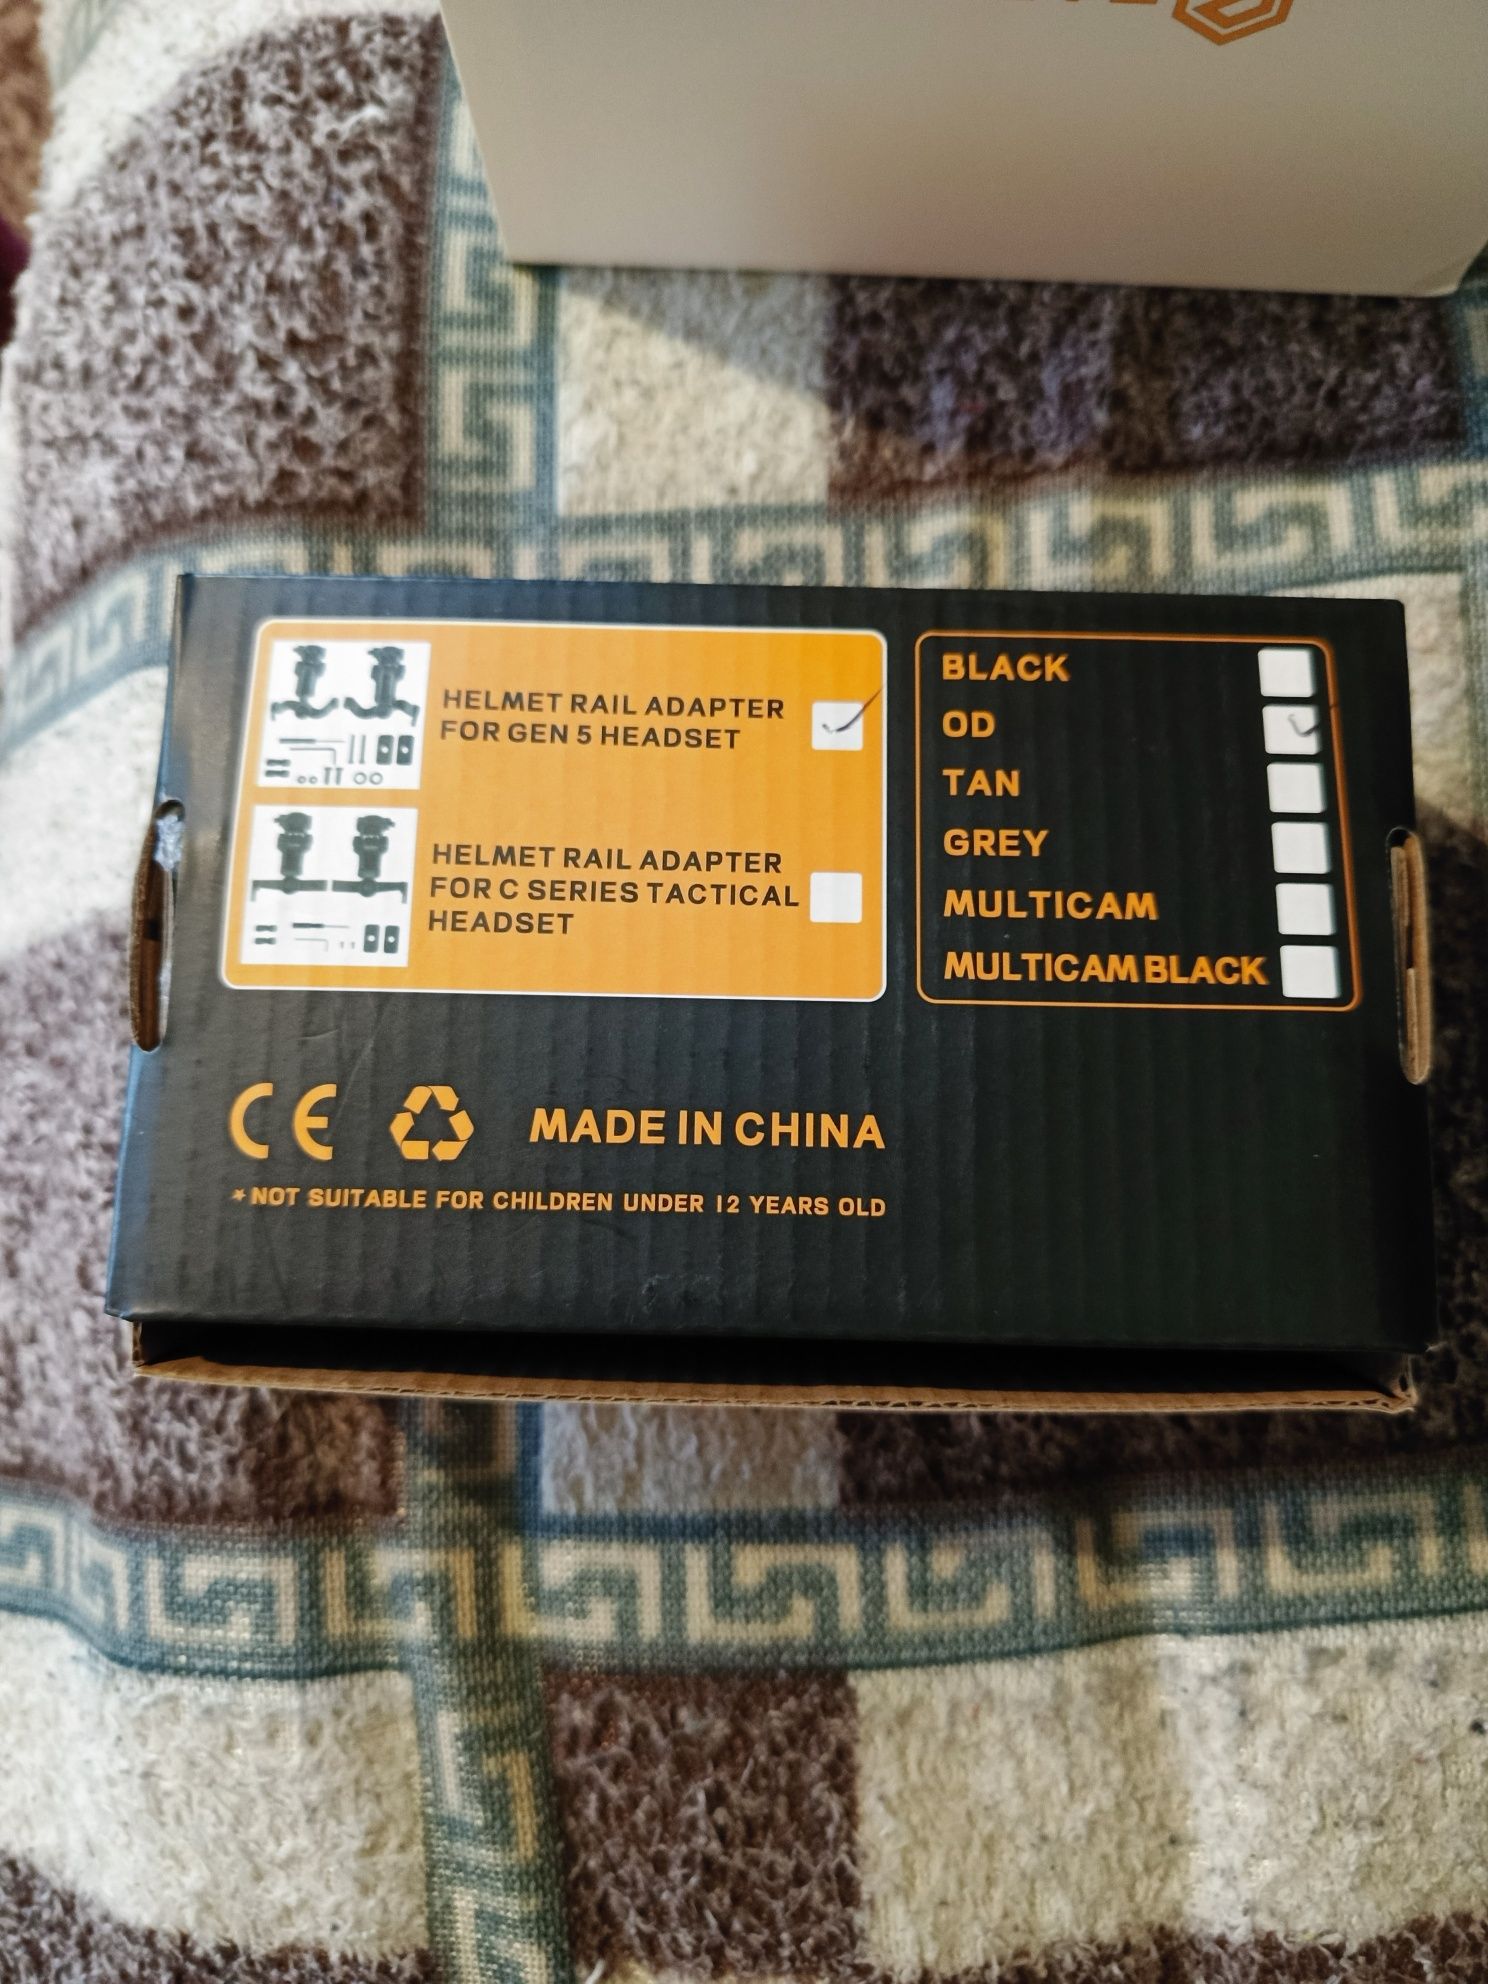 HELMET RAIL ADAPTER
FOR GEN 5 HEADSET
HELMET RAIL ADAPTER
FOR C SERIES TACTICAL
HEADSET
BLACK
OD
TAN
GREY
MULTICAM
MULTICAM BLACK
CE
MADE IN CHINA
*NOT SUITABLE FOR CHILDREN UNDER 12 YEARS OLD